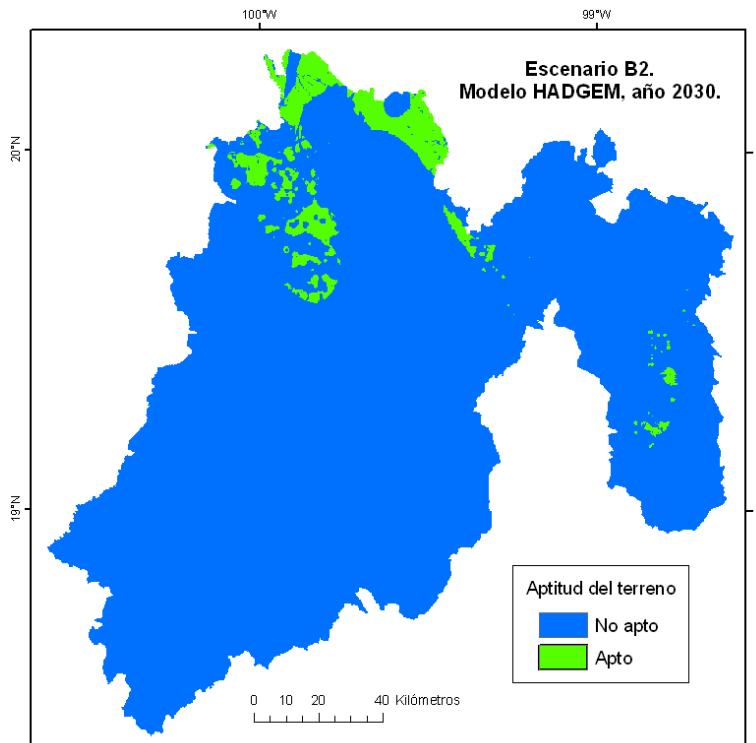 100°W
99°W
Escenario B2.
Modelo HADGEM, año 2030.
20°N
19°N
Aptitud del terreno
No apto
Apto
0 10 20 40 Kilómetros